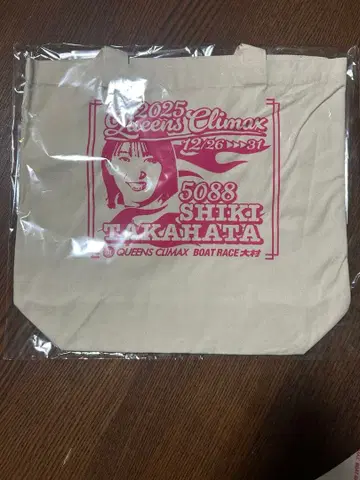 2025
Queens Climax
12/26 >>> 31
5088
SHIKI
TAKAHATA
QUEENS CLIMAX BOAT RACE 大村